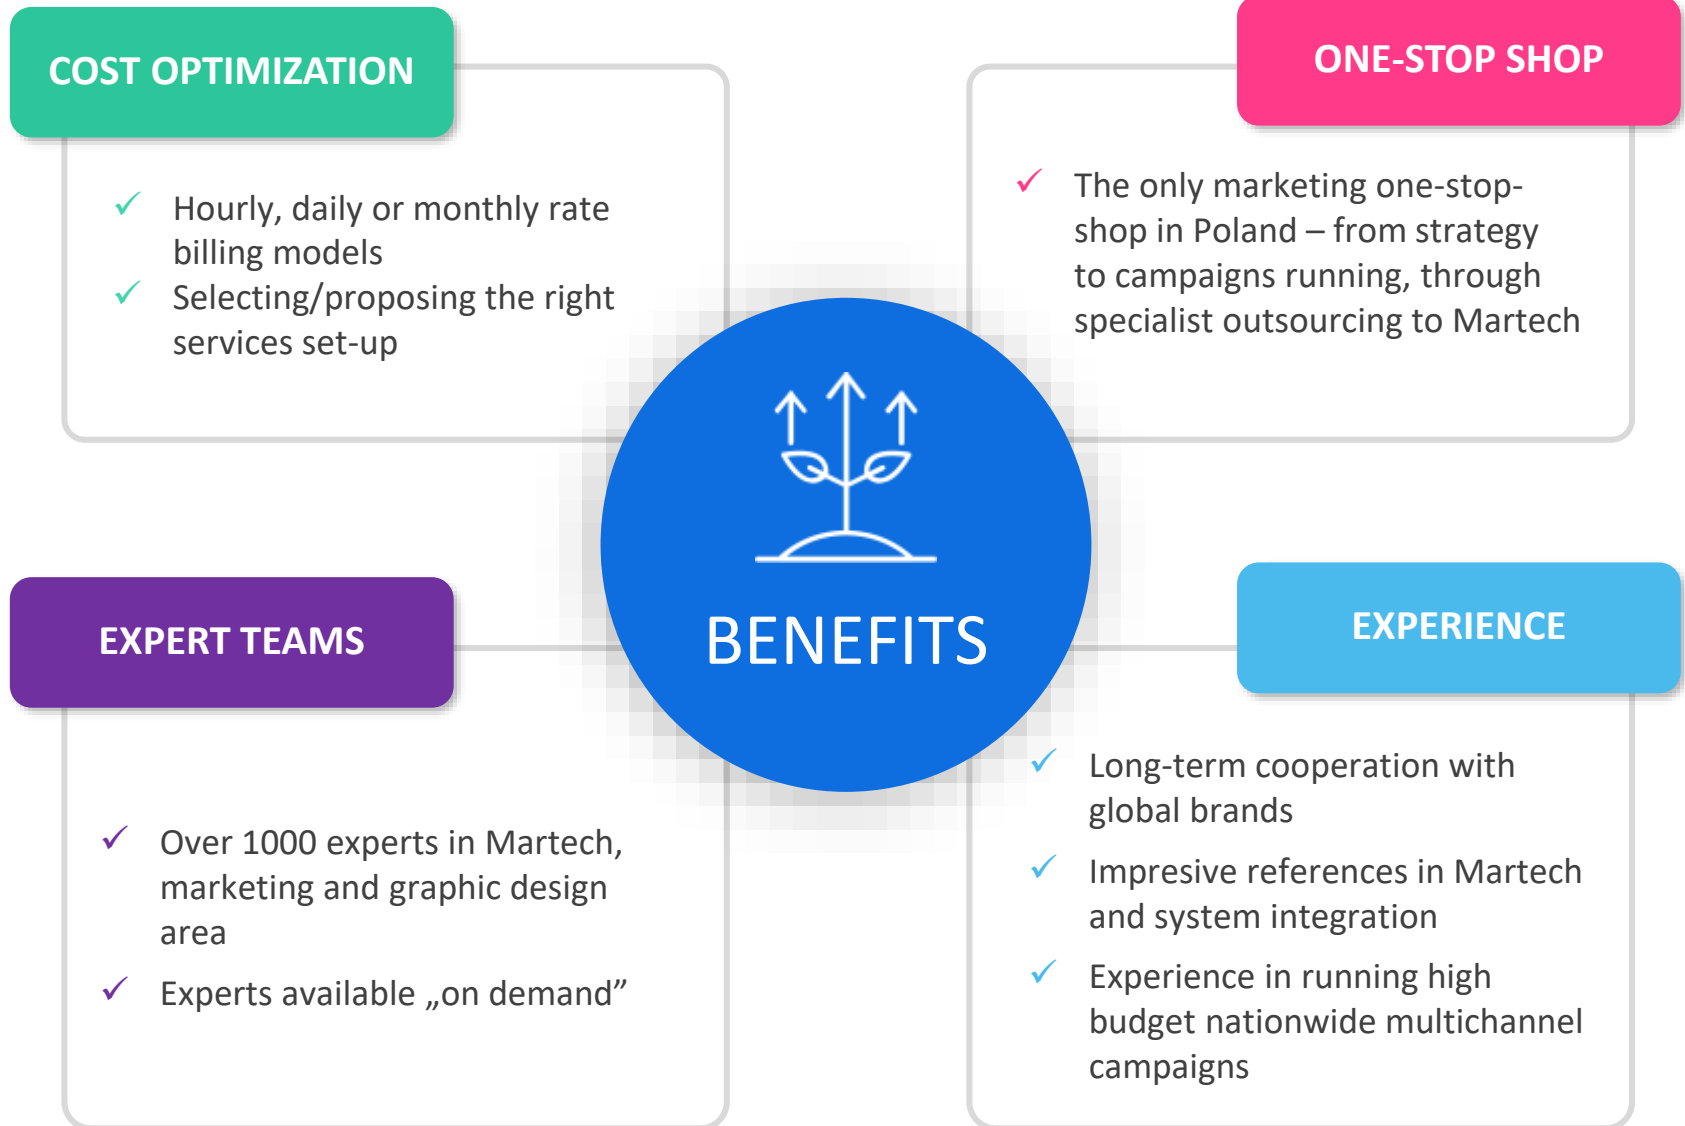 COST OPTIMIZATION
Hourly, daily or monthly rate
billing models
Selecting/proposing the right
services set-up
ONE-STOP SHOP
The only marketing one-stop-
shop in Poland – from strategy
to campaigns running, through
specialist outsourcing to Martech
BENEFITS
EXPERT TEAMS
Over 1000 experts in Martech,
marketing and graphic design
area
Experts available „on demand”
EXPERIENCE
Long-term cooperation with
global brands
Impresive references in Martech
and system integration
Experience in running high
budget nationwide multichannel
campaigns